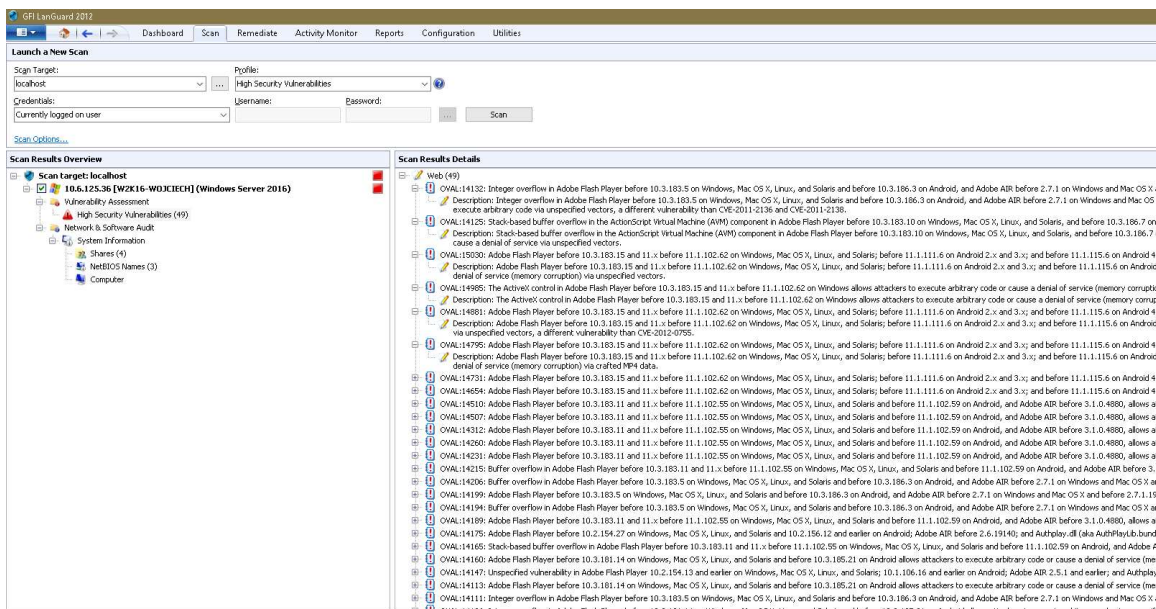 GFI LanGuard 2012
Dashboard Scan Remediate Activity Monitor Reports Configuration Utilities
Launch a New Scan
Scan Target: Profile:
localhost ... High Security Vulnerabilities
Credentials: Username: Password:
Currently logged on user ... Scan
Scan Options...
Scan Results Overview
Scan target: localhost
10.6.125.36 [W2K16-WOJCIECH] (Windows Server 2016)
Vulnerability Assessment
High Security Vulnerabilities (49)
Network & Software Audit
System Information
Shares (4)
NetBIOS Names (3)
Computer
Scan Results Details
Web (49)
OVAL:14132: Integer overflow in Adobe Flash Player before 10.3.183.5 on Windows, Mac OS X, Linux, and Solaris and before 10.3.186.3 on Android, and Adobe AIR before 2.7.1 on Windows and Mac OS X
Description: Integer overflow in Adobe Flash Player before 10.3.183.5 on Windows, Mac OS X, Linux, and Solaris and before 10.3.186.3 on Android, and Adobe AIR before 2.7.1 on Windows and Mac OS
execute arbitrary code via unspecified vectors, a different vulnerability than CVE-2011-2136 and CVE-2011-2138.
OVAL:14125: Stack-based buffer overflow in the ActionScript Virtual Machine (AVM) component in Adobe Flash Player before 10.3.183.10 on Windows, Mac OS X, Linux, and Solaris, and before 10.3.186.7 on
Description: Stack-based buffer overflow in the ActionScript Virtual Machine (AVM) component in Adobe Flash Player before 10.3.183.10 on Windows, Mac OS X, Linux, and Solaris, and before 10.3.186.7
cause a denial of service via unspecified vectors.
OVAL:15030: Adobe Flash Player before 10.3.183.15 and 11.x before 11.1.102.62 on Windows, Mac OS X, Linux, and Solaris; before 11.1.111.6 on Android 2.x and 3.x; and before 11.1.115.6 on Android 4
Description: Adobe Flash Player before 10.3.183.15 and 11.x before 11.1.102.62 on Windows, Mac OS X, Linux, and Solaris; before 11.1.111.6 on Android 2.x and 3.x; and before 11.1.115.6 on Android
denial of service (memory corruption) via unspecified vectors.
OVAL:14985: The ActiveX control in Adobe Flash Player before 10.3.183.15 and 11.x before 11.1.102.62 on Windows allows attackers to execute arbitrary code or cause a denial of service (memory corruptic
Description: The ActiveX control in Adobe Flash Player before 10.3.183.15 and 11.x before 11.1.102.62 on Windows allows attackers to execute arbitrary code or cause a denial of service (memory corrup
OVAL:14881: Adobe Flash Player before 10.3.183.15 and 11.x before 11.1.102.62 on Windows, Mac OS X, Linux, and Solaris; before 11.1.111.6 on Android 2.x and 3.x; and before 11.1.115.6 on Android 4
Description: Adobe Flash Player before 10.3.183.15 and 11.x before 11.1.102.62 on Windows, Mac OS X, Linux, and Solaris; before 11.1.111.6 on Android 2.x and 3.x; and before 11.1.115.6 on Android
via unspecified vectors, a different vulnerability than CVE-2012-0755.
OVAL:14795: Adobe Flash Player before 10.3.183.15 and 11.x before 11.1.102.62 on Windows, Mac OS X, Linux, and Solaris; before 11.1.111.6 on Android 2.x and 3.x; and before 11.1.115.6 on Android 4
Description: Adobe Flash Player before 10.3.183.15 and 11.x before 11.1.102.62 on Windows, Mac OS X, Linux, and Solaris; before 11.1.111.6 on Android 2.x and 3.x; and before 11.1.115.6 on Android
denial of service (memory corruption) via crafted MP4 data.
OVAL:14731: Adobe Flash Player before 10.3.183.15 and 11.x before 11.1.102.62 on Windows, Mac OS X, Linux, and Solaris; before 11.1.111.6 on Android 2.x and 3.x; and before 11.1.115.6 on Android 4
OVAL:14654: Adobe Flash Player before 10.3.183.15 and 11.x before 11.1.102.62 on Windows, Mac OS X, Linux, and Solaris; before 11.1.111.6 on Android 2.x and 3.x; and before 11.1.115.6 on Android 4
OVAL:14510: Adobe Flash Player before 10.3.183.11 and 11.x before 11.1.102.55 on Windows, Mac OS X, Linux, and Solaris and before 11.1.102.59 on Android, and Adobe AIR before 3.1.0.4880, allows a
OVAL:14507: Adobe Flash Player before 10.3.183.11 and 11.x before 11.1.102.55 on Windows, Mac OS X, Linux, and Solaris and before 11.1.102.59 on Android, and Adobe AIR before 3.1.0.4880, allows a
OVAL:14312: Adobe Flash Player before 10.3.183.11 and 11.x before 11.1.102.55 on Windows, Mac OS X, Linux, and Solaris and before 11.1.102.59 on Android, and Adobe AIR before 3.1.0.4880, allows a
OVAL:14260: Adobe Flash Player before 10.3.183.11 and 11.x before 11.1.102.55 on Windows, Mac OS X, Linux, and Solaris and before 11.1.102.59 on Android, and Adobe AIR before 3.1.0.4880, allows a
OVAL:14231: Adobe Flash Player before 10.3.183.11 and 11.x before 11.1.102.55 on Windows, Mac OS X, Linux, and Solaris and before 11.1.102.59 on Android, and Adobe AIR before 3.1.0.4880, allows a
OVAL:14215: Buffer overflow in Adobe Flash Player before 10.3.183.11 and 11.x before 11.1.102.55 on Windows, Mac OS X, Linux, and Solaris and before 11.1.102.59 on Android, and Adobe AIR before 3.
OVAL:14206: Buffer overflow in Adobe Flash Player before 10.3.183.5 on Windows, Mac OS X, Linux, and Solaris and before 10.3.186.3 on Android, and Adobe AIR before 2.7.1 on Windows and Mac OS X ar
OVAL:14199: Adobe Flash Player before 10.3.183.5 on Windows, Mac OS X, Linux, and Solaris and before 10.3.186.3 on Android, and Adobe AIR before 2.7.1 on Windows and Mac OS X and before 2.7.1.19
OVAL:14194: Buffer overflow in Adobe Flash Player before 10.3.183.5 on Windows, Mac OS X, Linux, and Solaris and before 10.3.186.3 on Android, and Adobe AIR before 2.7.1 on Windows and Mac OS X ar
OVAL:14189: Adobe Flash Player before 10.3.183.11 and 11.x before 11.1.102.55 on Windows, Mac OS X, Linux, and Solaris and before 11.1.102.59 on Android, and Adobe AIR before 3.1.0.4880, allows a
OVAL:14175: Adobe Flash Player before 10.2.154.27 on Windows, Mac OS X, Linux, and Solaris and 10.2.156.12 and earlier on Android; Adobe AIR before 2.6.19140; and Authplay.dll (aka AuthPlayLib.bund
OVAL:14165: Stack-based buffer overflow in Adobe Flash Player before 10.3.183.11 and 11.x before 11.1.102.55 on Windows, Mac OS X, Linux, and Solaris and before 11.1.102.59 on Android, and Adobe A
OVAL:14160: Adobe Flash Player before 10.3.181.14 on Windows, Mac OS X, Linux, and Solaris and before 10.3.185.21 on Android allows attackers to execute arbitrary code or cause a denial of service (me
OVAL:14147: Unspecified vulnerability in Adobe Flash Player 10.2.154.13 and earlier on Windows, Mac OS X, Linux, and Solaris; 10.1.106.16 and earlier on Android; Adobe AIR 2.5.1 and earlier; and Authplay
OVAL:14113: Adobe Flash Player before 10.3.181.14 on Windows, Mac OS X, Linux, and Solaris and before 10.3.185.21 on Android allows attackers to execute arbitrary code or cause a denial of service (me
OVAL:14111: Integer overflow in Adobe Flash Player before 10.3.183.5 on Windows, Mac OS X, Linux, and Solaris and before 10.3.186.3 on Android, and Adobe AIR before 2.7.1 on Windows and Mac OS X